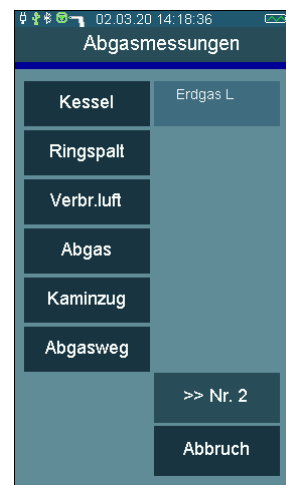 02.03.20 14:18:36
Abgasmessungen
Kessel
Erdgas L
Ringspalt
Verbr.luft
Abgas
Kaminzug
Abgasweg
>> Nr. 2
Abbruch